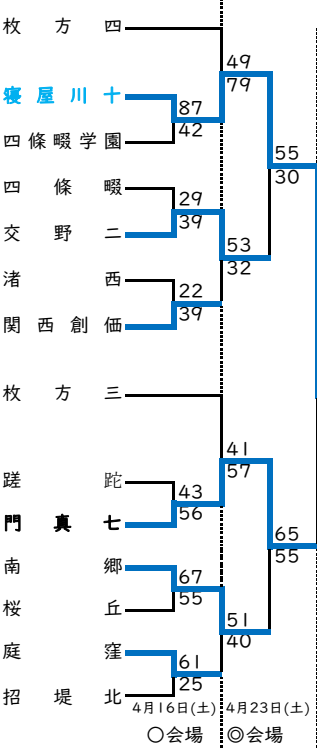 枚方四
49
寝屋川十
79
87
四條畷学園
42
55
四條畷
29
30
交野二
39
53
渚西
22
32
関西創価
39
枚方三
41
蹉跎
57
43
門真七
56
65
南郷
67
55
桜丘
55
51
庭窪
61
40
25
招堤北
4月16日(土) 4月23日(土)
〇会場 ◎会場